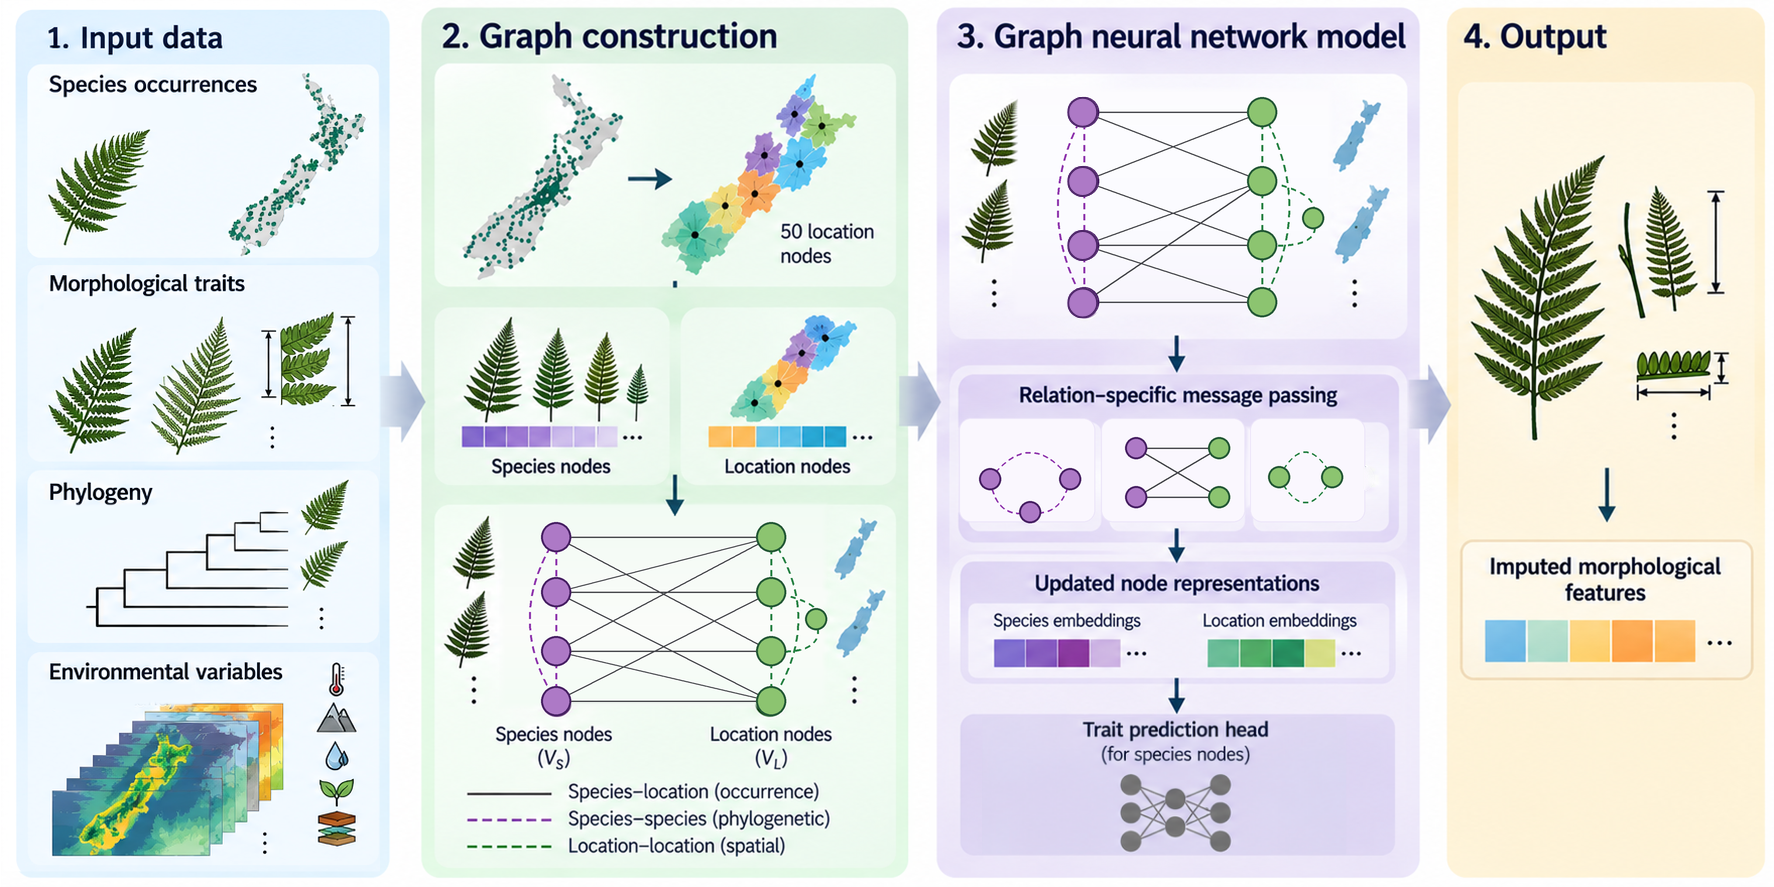 1. Input data
Species occurrences
Morphological traits
Phylogeny
Environmental variables
2. Graph construction
50 location
nodes
Species nodes
Location nodes
Species nodes
(V_S)
Location nodes
(V_L)
Species–location (occurrence)
Species–species (phylogenetic)
Location–location (spatial)
3. Graph neural network model
Relation–specific message passing
Updated node representations
Species embeddings
Location embeddings
Trait prediction head
(for species nodes)
4. Output
Imputed morphological
features